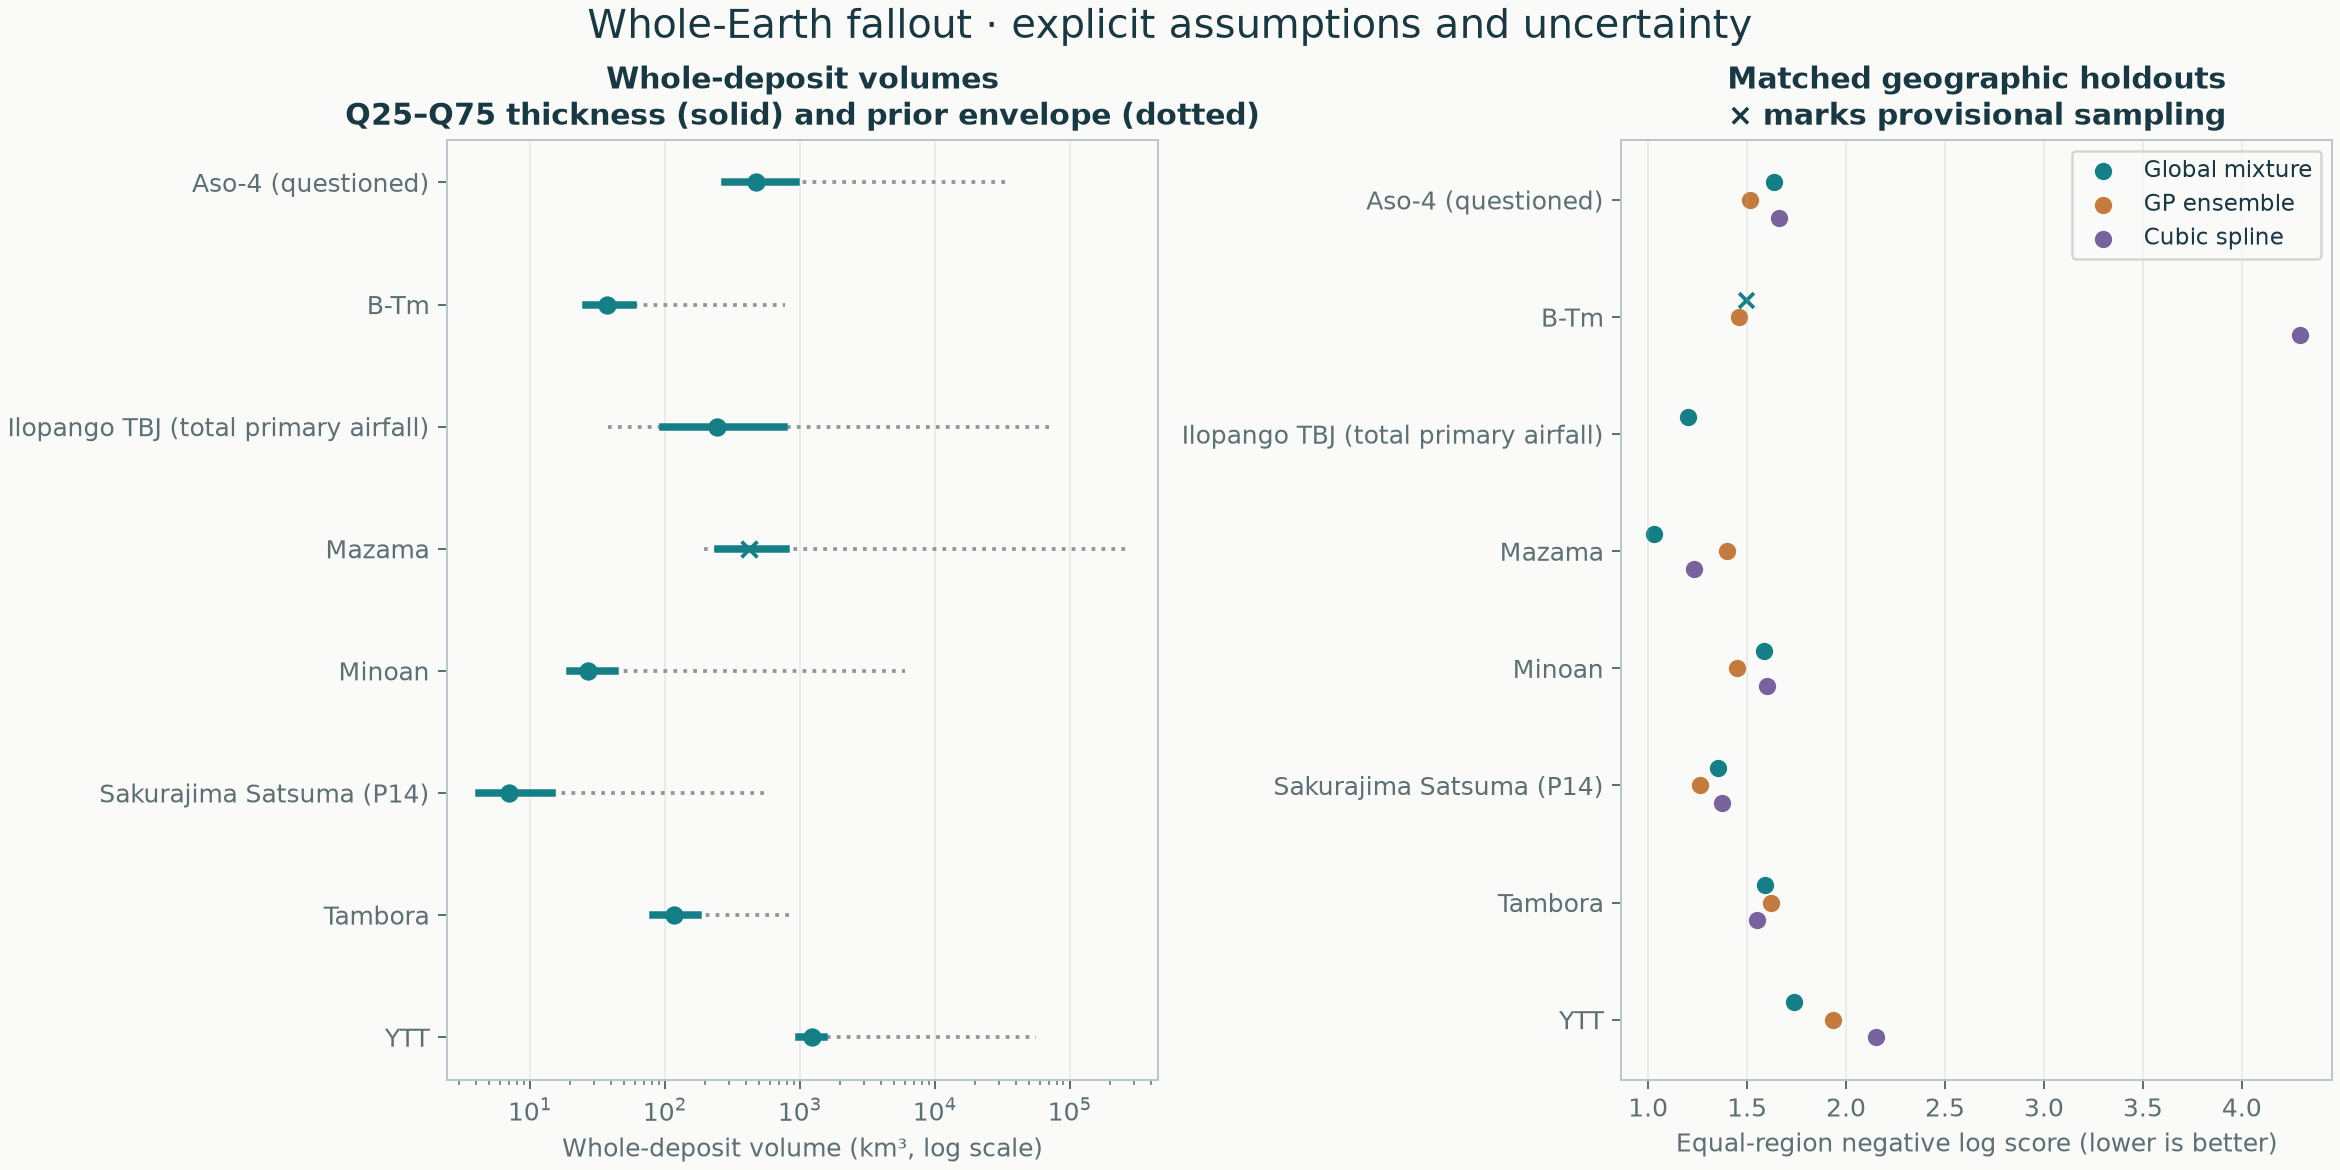 Whole-Earth fallout · explicit assumptions and uncertainty
Whole-deposit volumes
Q25–Q75 thickness (solid) and prior envelope (dotted)
Aso-4 (questioned)
B-Tm
Ilopango TBJ (total primary airfall)
Mazama
Minoan
Sakurajima Satsuma (P14)
Tambora
YTT
10¹
10²
10³
10⁴
10⁵
Whole-deposit volume (km³, log scale)
Matched geographic holdouts
× marks provisional sampling
Global mixture
GP ensemble
Cubic spline
Aso-4 (questioned)
B-Tm
Ilopango TBJ (total primary airfall)
Mazama
Minoan
Sakurajima Satsuma (P14)
Tambora
YTT
1.0
1.5
2.0
2.5
3.0
3.5
4.0
Equal-region negative log score (lower is better)